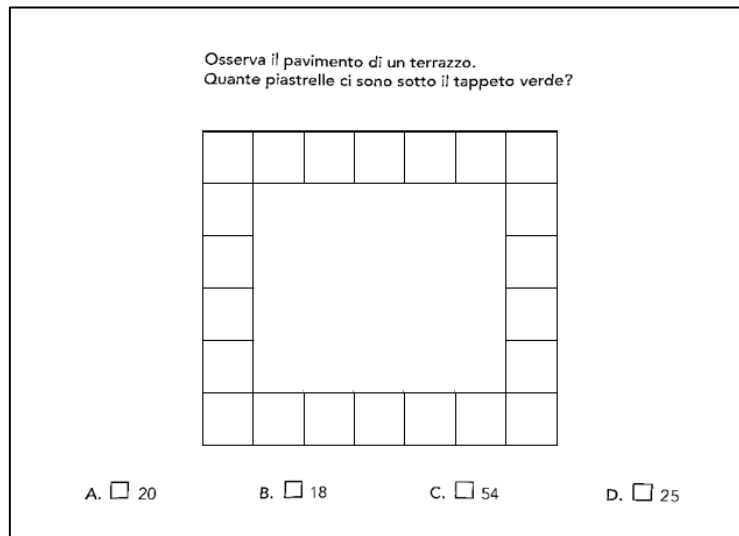 Osserva il pavimento di un terrazzo.
Quante piastrelle ci sono sotto il tappeto verde?
A. 20 B. 18 C. 54 D. 25